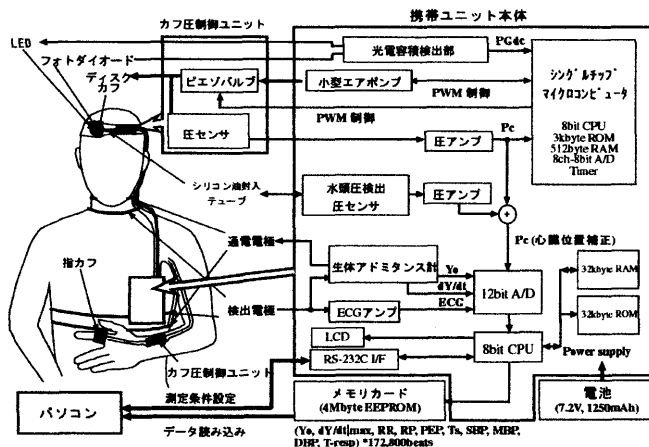 カフ圧制御ユニット
携帯ユニット本体
LED
フォトダイオード
ディスク
カフ
ピエゾバルブ
圧センサ
光電容積検出部
PGdc
小型エアポンプ
PWM 制御
PWM 制御
シングルチップ
マイクロコンピュータ
8bit CPU
3kbyte ROM
512byte RAM
8ch-8bit A/D
Timer
圧アンプ
Pc
シリコン油封入
テューブ
水頭圧検出
圧センサ
圧アンプ
+
Pc (心臓位置補正)
通電電極
生体アドミタンス計
Yo
dY/dt
ECG
12bit A/D
32kbyte RAM
32kbyte ROM
指カフ
検出電極
ECGアンプ
LCD
8bit CPU
RS-232C I/F
Power supply
カフ圧制御ユニット
測定条件設定
パソコン
データ読み込み
メモリカード
(4Mbyte EEPROM)
電池
(7.2V, 1250mAh)
(Yo, dY/dt|max, RR, RP, PEP, Ts, SBP, MBP,
DBP, T-resp) *172,800beats